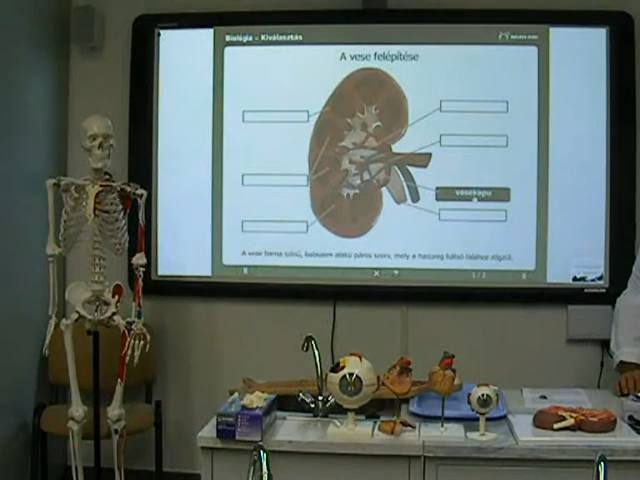 Biológia – Kiválasztás
A vese felépítése
vesekapu
A vese barna színű, babszem alakú páros szerv, mely a hasüreg hátsó falához rögzül.
1 / 2